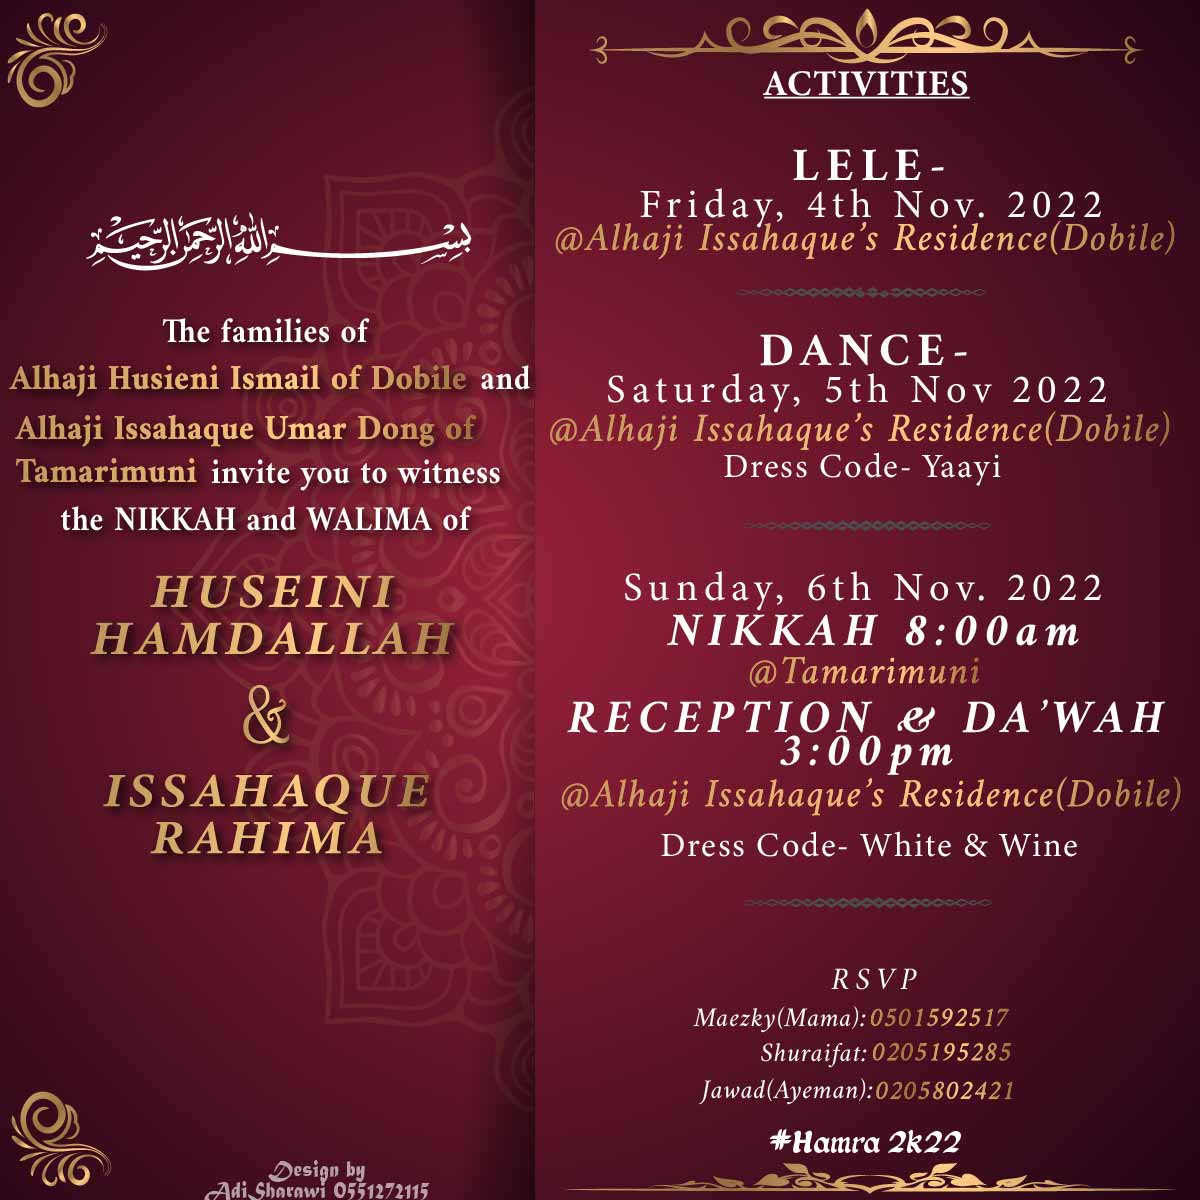 بِسْمِ اللهِ الرَّحْمَنِ الرَّحِيمِ
The families of
Alhaji Husieni Ismail of Dobile and
Alhaji Issahaque Umar Dong of
Tamarimuni invite you to witness
the NIKKAH and WALIMA of
HUSEINI
HAMDALLAH
&
ISSAHAQUE
RAHIMA
Design by
Adi Sharawi 0551272115
ACTIVITIES
LELE-
Friday, 4th Nov. 2022
@Alhaji Issahaque's Residence(Dobile)
DANCE-
Saturday, 5th Nov 2022
@Alhaji Issahaque's Residence(Dobile)
Dress Code- Yaayi
Sunday, 6th Nov. 2022
NIKKAH 8:00am
@Tamarimuni
RECEPTION & DA'WAH
3:00pm
@Alhaji Issahaque's Residence(Dobile)
Dress Code- White & Wine
RSVP
Maezky(Mama): 0501592517
Shuraifat: 0205195285
Jawad(Ayeman): 0205802421
#Hamra 2k22